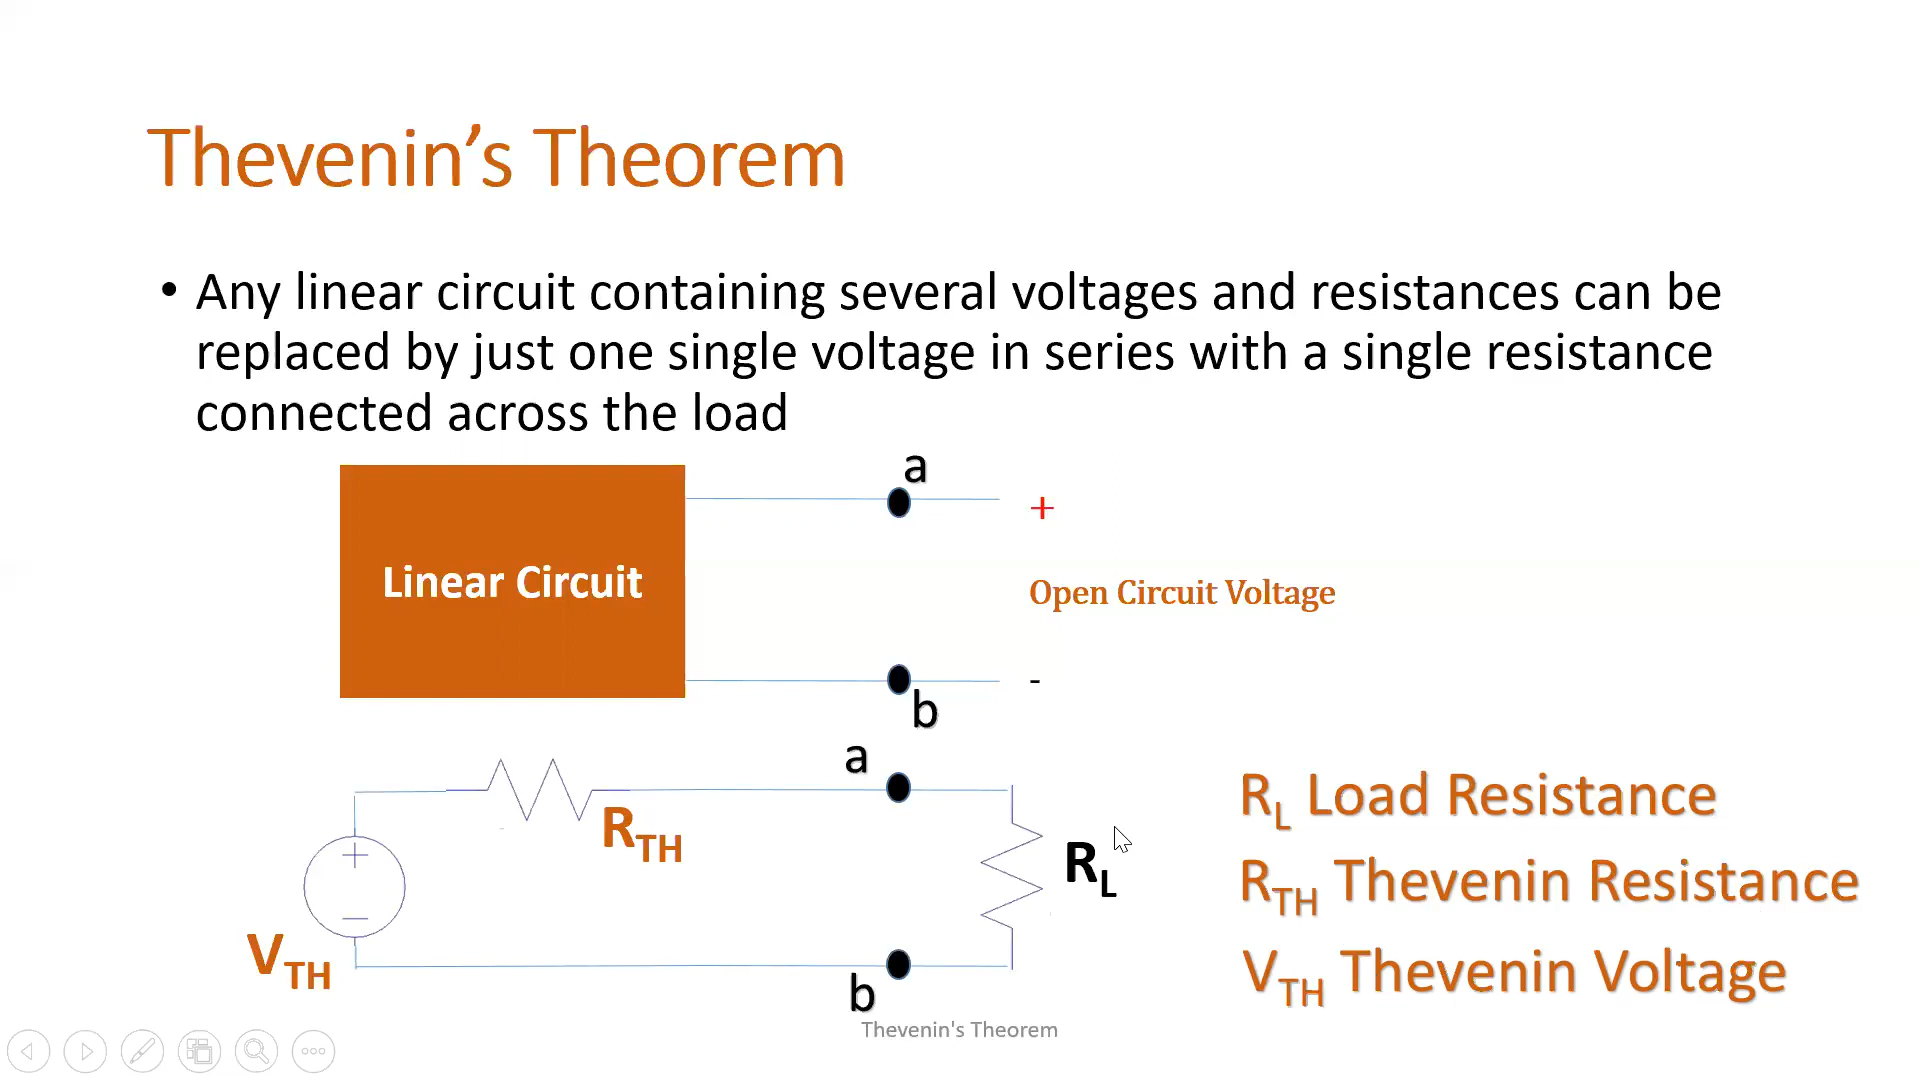 Thevenin’s Theorem
• Any linear circuit containing several voltages and resistances can be
replaced by just one single voltage in series with a single resistance
connected across the load
a
+
Linear Circuit
Open Circuit Voltage
-
b
a
RTH
+
RL
VTH
b
RL Load Resistance
RTH Thevenin Resistance
VTH Thevenin Voltage
Thevenin's Theorem